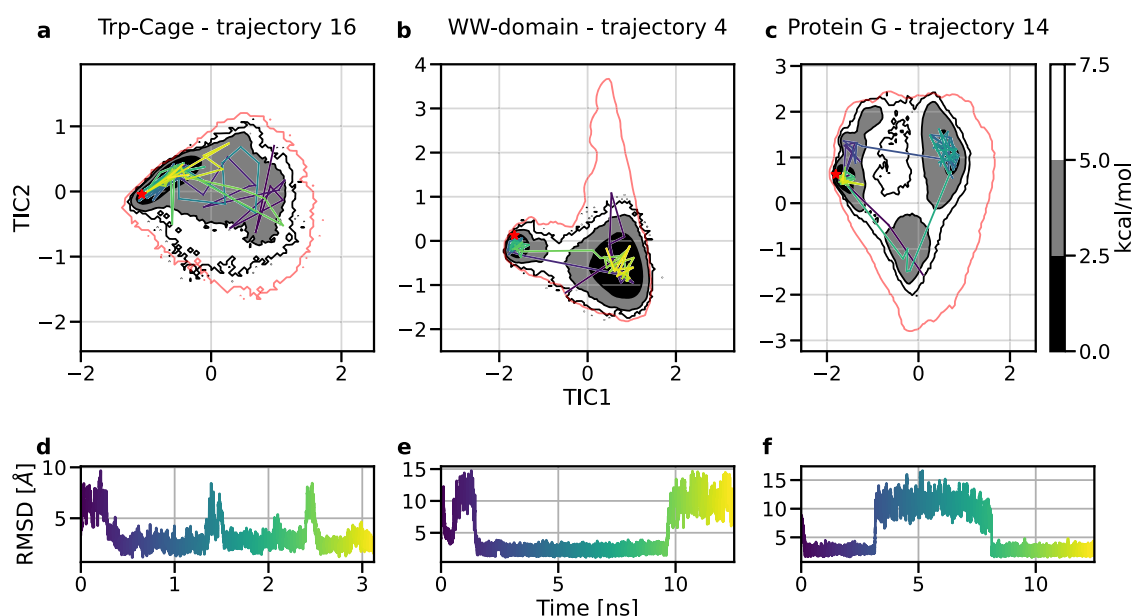 a Trp-Cage - trajectory 16
b WW-domain - trajectory 4
c Protein G - trajectory 14
TIC2
1
0
−1
−2
−2 0 2
4
3
2
1
0
−1
−2
−2 0 2
3
2
1
0
−1
−2
−3
−2 0 2
7.5
5.0
2.5
0.0
kcal/mol
TIC1
d
RMSD [Å]
10
5
0 1 2 3
e
15
10
5
0 5 10
f
15
10
5
0 5 10
Time [ns]